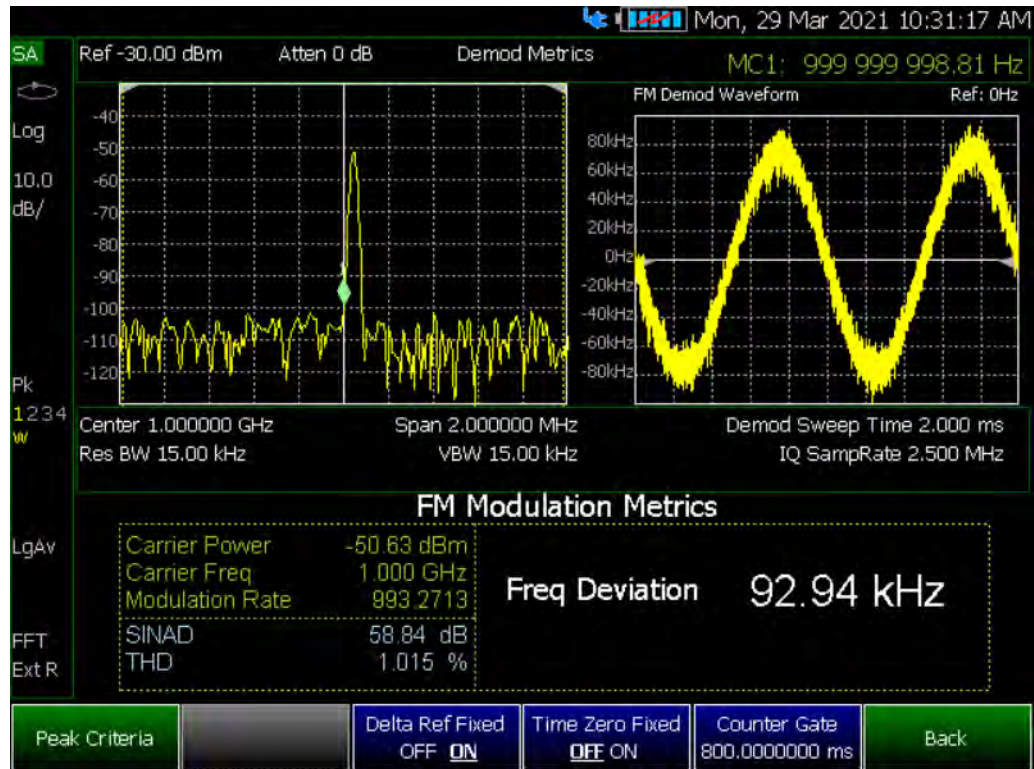 Mon, 29 Mar 2021 10:31:17 AM
SA
Ref -30.00 dBm Atten 0 dB Demod Metrics
MC1: 999 999 998.81 Hz
Log
10.0
dB/
Pk
1234
W
LgAv
FFT
Ext R
-40
-50
-60
-70
-80
-90
-100
-110
-120
FM Demod Waveform Ref: 0Hz
80kHz
60kHz
40kHz
20kHz
0Hz
-20kHz
-40kHz
-60kHz
-80kHz
Center 1.000000 GHz Span 2.000000 MHz Demod Sweep Time 2.000 ms
Res BW 15.00 kHz VBW 15.00 kHz IQ SampRate 2.500 MHz
FM Modulation Metrics
Carrier Power -50.63 dBm
Carrier Freq 1.000 GHz
Modulation Rate 993.2713
SINAD 58.84 dB
THD 1.015 %
Freq Deviation 92.94 kHz
Peak Criteria
Delta Ref Fixed
OFF ON
Time Zero Fixed
OFF ON
Counter Gate
800.0000000 ms
Back